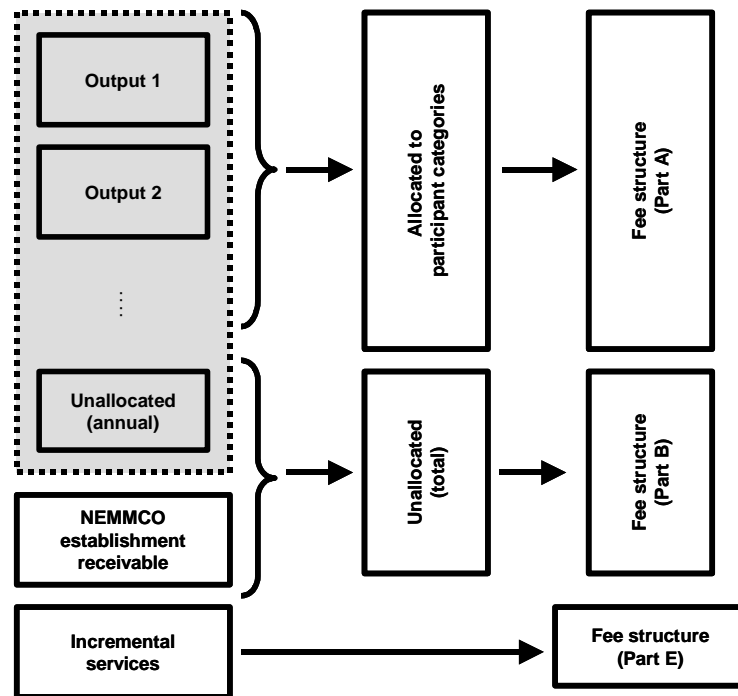 Output 1
Output 2
....
Unallocated
(annual)
NEMMCO
establishment
receivable
Incremental
services
Allocated to
participant categories
Unallocated
(total)
Fee structure
(Part A)
Fee structure
(Part B)
Fee structure
(Part E)